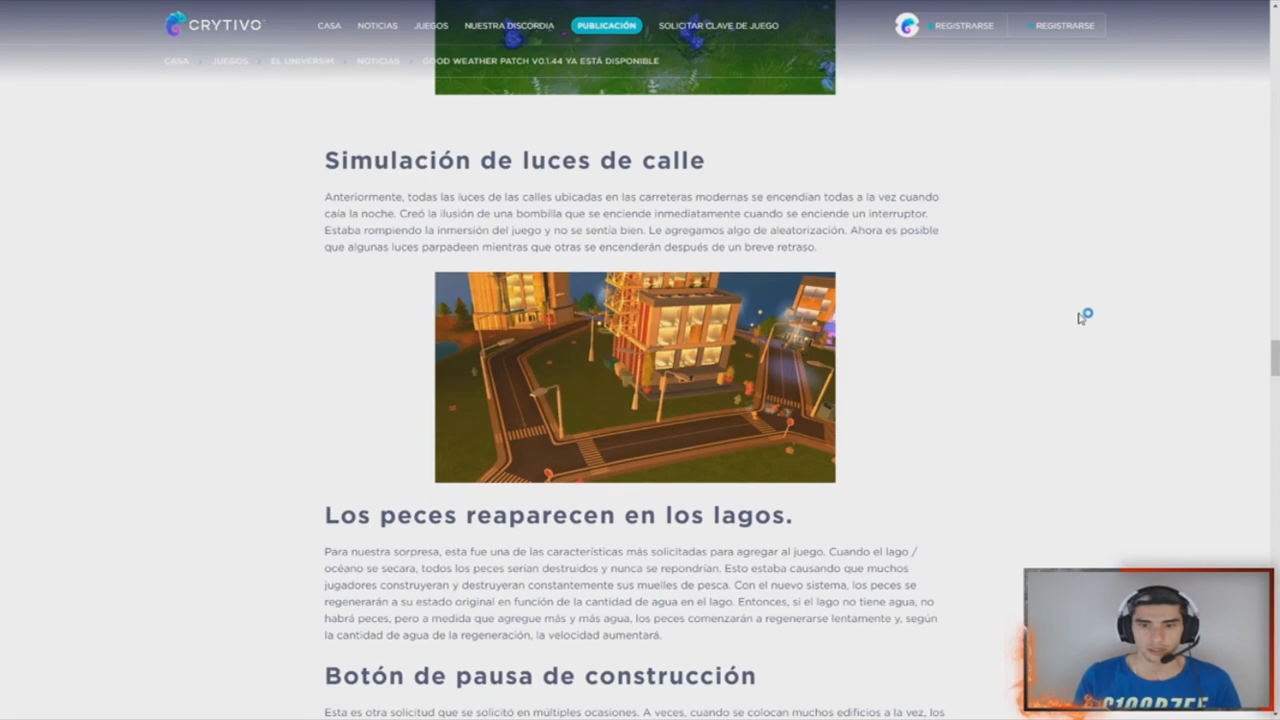 CRYTIVO
CASA NOTICIAS JUEGOS NUESTRA DISCORDIA PUBLICACIÓN SOLICITAR CLAVE DE JUEGO REGISTRARSE REGISTRARSE
CASA JUEGOS EL UNIVERSIM NOTICIAS GOOD WEATHER PATCH V0.1.44 YA ESTÁ DISPONIBLE
Simulación de luces de calle
Anteriormente, todas las luces de las calles ubicadas en las carreteras modernas se encendían todas a la vez cuando
caía la noche. Creó la ilusión de una bombilla que se enciende inmediatamente cuando se enciende un interruptor.
Estaba rompiendo la inmersión del juego y no se sentía bien. Le agregamos algo de aleatorización. Ahora es posible
que algunas luces parpadeen mientras que otras se encenderán después de un breve retraso.
Los peces reaparecen en los lagos.
Para nuestra sorpresa, esta fue una de las características más solicitadas para agregar al juego. Cuando el lago /
océano se secara, todos los peces serían destruidos y nunca se repondrían. Esto estaba causando que muchos
jugadores construyeran y destruyeran constantemente sus muelles de pesca. Con el nuevo sistema, los peces se
regenerarán a su estado original en función de la cantidad de agua en el lago. Entonces, si el lago no tiene agua, no
habrá peces, pero a medida que agregue más y más agua, los peces comenzarán a regenerarse lentamente y, según
la cantidad de agua de la regeneración, la velocidad aumentará.
Botón de pausa de construcción
Esta es otra solicitud que se solicitó en múltiples ocasiones. A veces, cuando se colocan muchos edificios a la vez, los